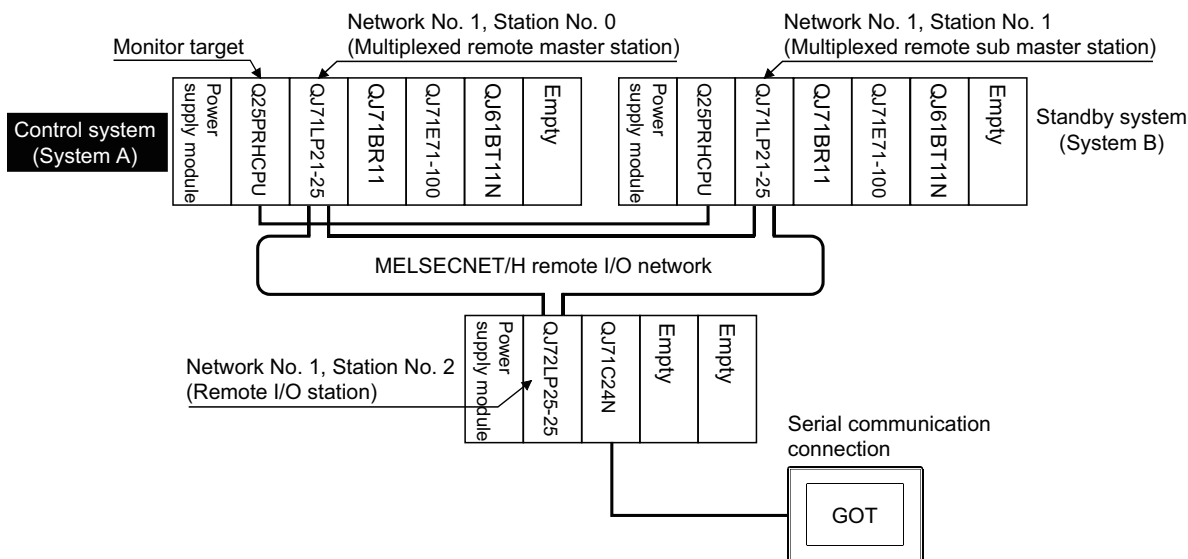 Network No. 1, Station No. 0
(Multiplexed remote master station)
Network No. 1, Station No. 1
(Multiplexed remote sub master station)
Monitor target
Control system
(System A)
Power
supply module
Q25PRHCPU
QJ71LP21-25
QJ71BR11
QJ71E71-100
QJ61BT11N
Empty
Power
supply module
Q25PRHCPU
QJ71LP21-25
QJ71BR11
QJ71E71-100
QJ61BT11N
Empty
Standby system
(System B)
MELSECNET/H remote I/O network
Network No. 1, Station No. 2
(Remote I/O station)
Power
supply module
QJ72LP25-25
QJ71C24N
Empty
Empty
Serial communication
connection
GOT